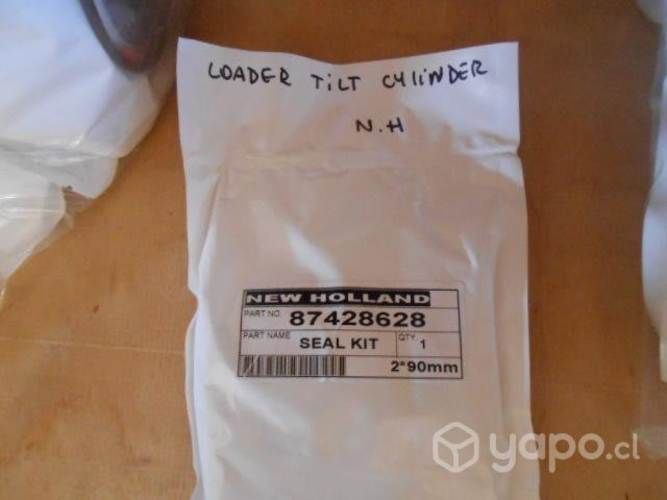 LOADER TiLT CYLiNDER
N.H
NEW HOLLAND
PART NO. 87428628
PART NAME SEAL KIT QTY 1
2*90mm
yapo.cl